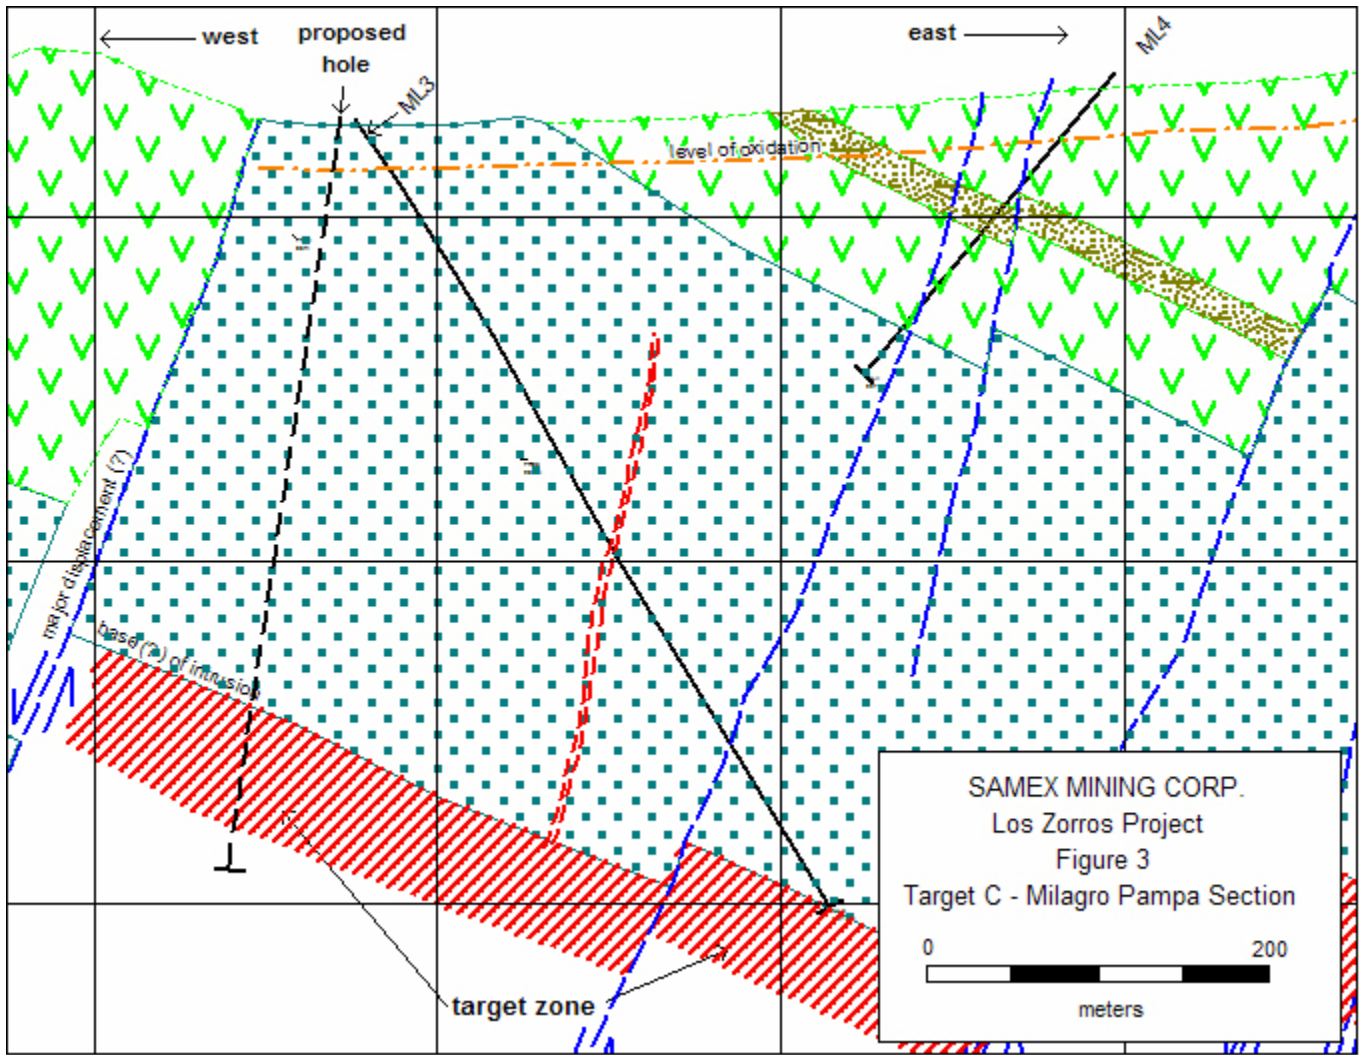 west
proposed
hole
ML3
east
ML4
level of oxidation
major displacement (?)
base (?) of intrusion
target zone
SAMEX MINING CORP.
Los Zorros Project
Figure 3
Target C - Milagro Pampa Section
0 200
meters